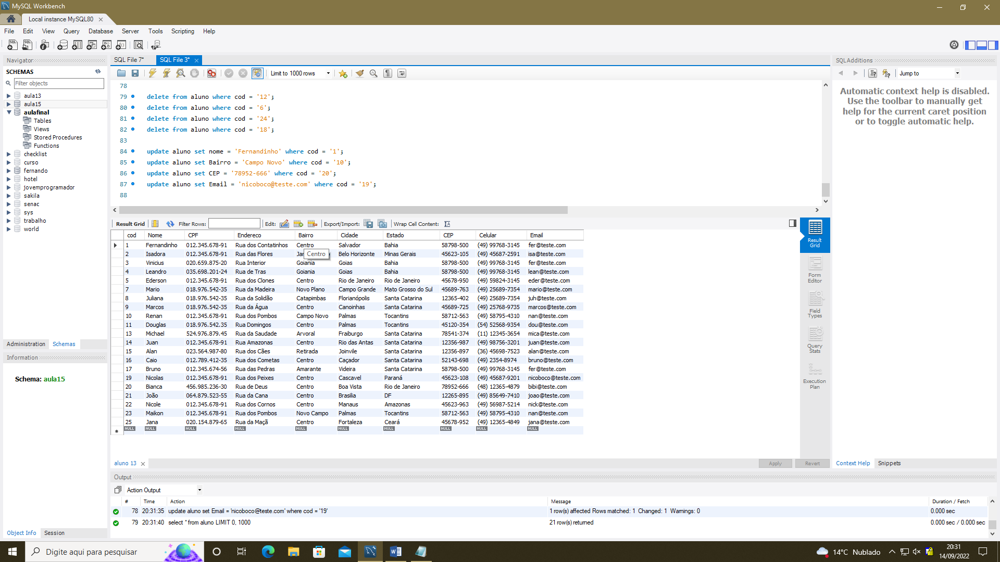 MySQL Workbench
Local instance MySQL80
File Edit View Query Database Server Tools Scripting Help
Navigator
SCHEMAS
Filter objects
aula13
aula15
aulafinal
Tables
Views
Stored Procedures
Functions
checklist
curso
fernando
hotel
jovemprogramador
sakila
senac
sys
trabalho
world
Administration Schemas
Information
Schema: aula15
Object Info Session
SQL File 7* SQL File 3*
Limit to 1000 rows
78
79 delete from aluno where cod = '12';
80 delete from aluno where cod = '6';
81 delete from aluno where cod = '24';
82 delete from aluno where cod = '18';
83
84 update aluno set nome = 'Fernandinho' where cod = '1';
85 update aluno set Bairro = 'Campo Novo' where cod = '10';
86 update aluno set CEP = '78952-666' where cod = '20';
87 update aluno set Email = 'nicoboco@teste.com' where cod = '19';
88
Result Grid Filter Rows: Edit: Export/Import: Wrap Cell Content:
cod Nome CPF Endereco Bairro Cidade Estado CEP Celular Email
1 Fernandinho 012.345.678-91 Rua dos Contatinhos Centro Salvador Bahia 58798-500 (49) 99768-3145 fer@teste.com
2 Isadora 012.345.678-91 Rua das Flores Centro Belo Horizonte Minas Gerais 45623-105 (49) 45687-2591 isa@teste.com
3 Vinicius 020.659.875-20 Rua Interior Goiania Goias Bahia 58798-500 (49) 99768-3145 fer@teste.com
4 Leandro 035.698.201-24 Rua de Tras Goiania Goias Bahia 58798-500 (49) 99768-3145 lean@teste.com
5 Ederson 012.345.678-91 Rua dos Clones Centro Rio de Janeiro Rio de Janeiro 45678-950 (49) 59824-3145 eder@teste.com
7 Mario 018.976.542-35 Rua da Madeira Novo Plano Campo Grande Mato Grosso do Sul 45689-763 (49) 25689-7354 mario@teste.com
8 Juliana 018.976.542-35 Rua da Solidão Catapimbas Florianópolis Santa Catarina 12365-402 (49) 25689-7354 juh@teste.com
9 Marcos 018.976.542-35 Rua da Água Centro Canoinhas Santa Catarina 45689-725 (49) 25768-9735 marcos@teste.com
10 Renan 012.345.678-91 Rua dos Pombos Campo Novo Palmas Tocantins 58712-563 (49) 58795-4310 nan@teste.com
11 Douglas 018.976.542.35 Rua Domingos Centro Palmas Tocantins 45120-354 (54) 52568-9354 dou@teste.com
13 Michael 524.976.879.45 Rua da Saudade Arvoral Fraiburgo Santa Catarina 78541-374 (11) 12345-3654 mica@teste.com
14 Juan 012.345.678-91 Rua Amazonas Centro Rio das Antas Santa Catarina 12356-987 (49) 98756-3201 juan@teste.com
15 Alan 023.564.987-80 Rua dos Cães Retirada Joinvile Santa Catarina 12356-897 (36) 45698-7523 alan@teste.com
16 Caio 012.789.412-35 Rua dos Cometas Centro Caçador Santa Catarina 52143-698 (49) 2354-8974 bruno@teste.com
17 Bruno 012.345.674-56 Rua das Pedras Amarante Videira Santa Catarina 58798-500 (49) 99768-3145 fer@teste.com
19 Nicolas 012.345.678-91 Rua dos Peixes Centro Cascavel Paraná 45623-108 (49) 45687-9201 nicoboco@teste.com
20 Bianca 456.985.236-30 Rua de Deus Centro Boa Vista Rio de Janeiro 78952-666 (48) 12365-4879 bibi@teste.com
21 João 064.879.523-55 Rua da Cana Centro Brasilia DF 12265-895 (49) 85649-7410 joao@teste.com
22 Nicole 012.345.678-91 Rua dos Cornos Centro Manaus Amazonas 45623-963 (49) 56987-5214 nick@teste.com
23 Maikon 012.345.678-91 Rua dos Pombos Novo Campo Palmas Tocantins 58712-563 (49) 58795-4310 nan@teste.com
25 Jana 020.154.879-65 Rua da Maçã Centro Fortaleza Ceará 45678-952 (49) 12365-4849 jana@teste.com
NULL NULL NULL NULL NULL NULL NULL NULL NULL NULL
Result Grid
Form Editor
Field Types
Query Stats
Execution Plan
aluno 13 Apply Revert
Output
Action Output
# Time Action Message Duration / Fetch
78 20:31:35 update aluno set Email = 'nicoboco@teste.com' where cod = '19' 1 row(s) affected Rows matched: 1 Changed: 1 Warnings: 0 0.000 sec
79 20:31:40 select * from aluno LIMIT 0, 1000 21 row(s) returned 0.000 sec / 0.000 sec
SQLAdditions
Jump to
Automatic context help is disabled.
Use the toolbar to manually get
help for the current caret position
or to toggle automatic help.
Context Help Snippets
Digite aqui para pesquisar
14°C Nublado
20:31
14/09/2022